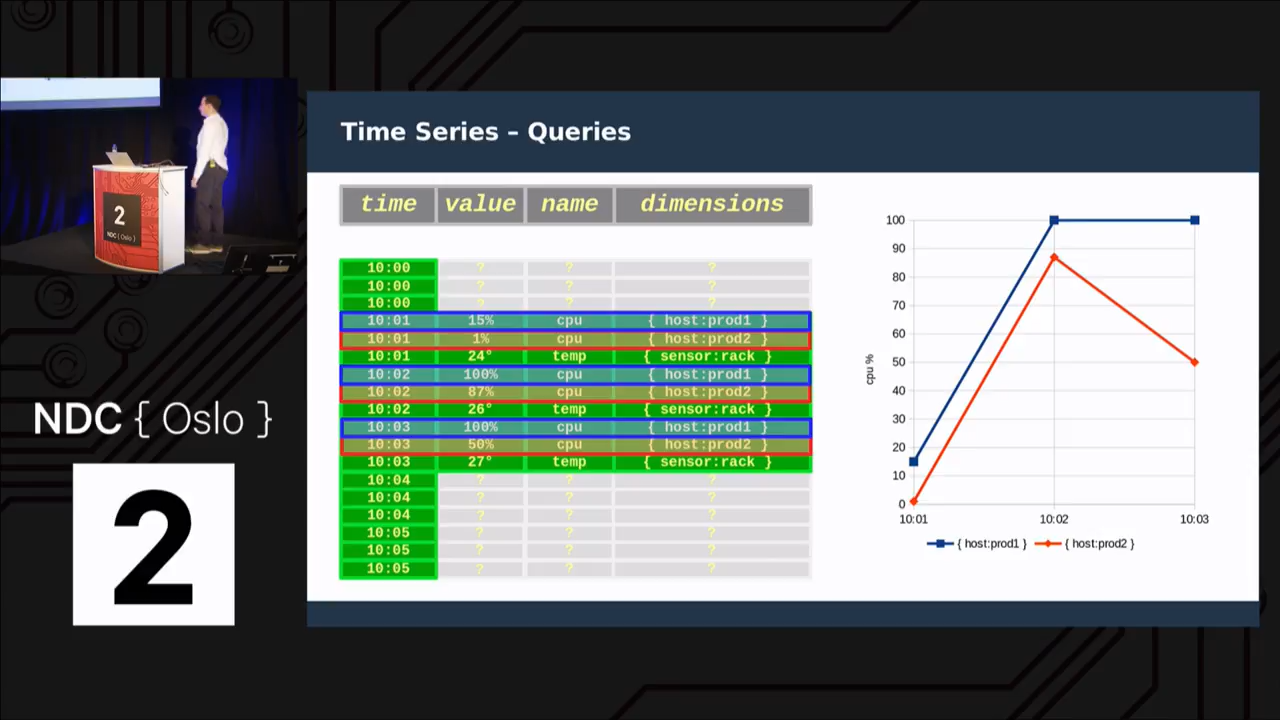 Time Series – Queries
time value name dimensions
10:00 ? ? ?
10:00 ? ? ?
10:00 ? ? ?
10:01 15% cpu { host:prod1 }
10:01 1% cpu { host:prod2 }
10:01 24° temp { sensor:rack }
10:02 100% cpu { host:prod1 }
10:02 87% cpu { host:prod2 }
10:02 26° temp { sensor:rack }
10:03 100% cpu { host:prod1 }
10:03 50% cpu { host:prod2 }
10:03 27° temp { sensor:rack }
10:04 ? ? ?
10:04 ? ? ?
10:04 ? ? ?
10:05 ? ? ?
10:05 ? ? ?
10:05 ? ? ?
100
90
80
70
60
50
40
30
20
10
0
cpu %
10:01 10:02 10:03
{ host:prod1 } { host:prod2 }
2
NDC { Oslo }
NDC { Oslo }
2